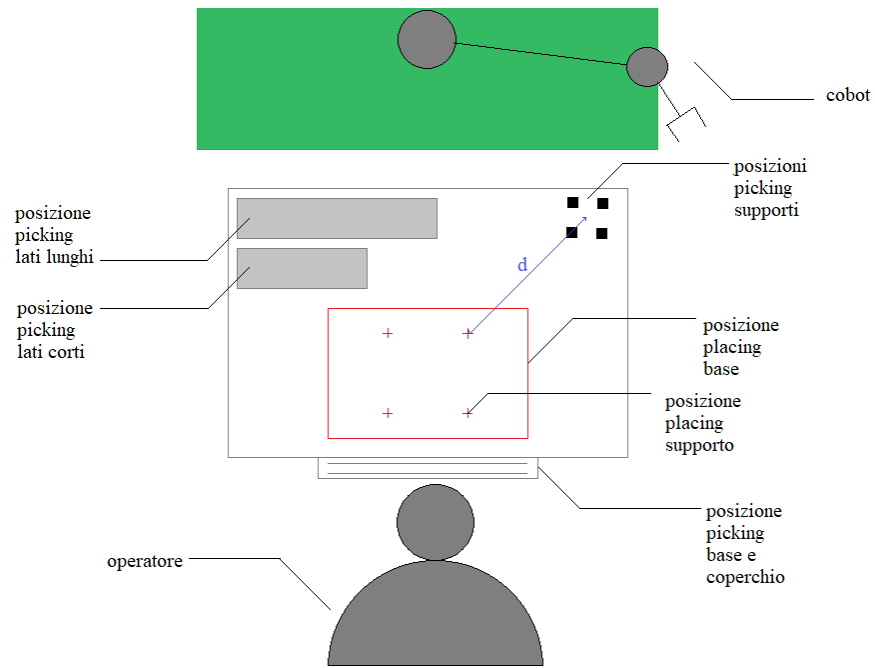 cobot
posizioni
picking
supporti
posizione
picking
lati lunghi
d
posizione
picking
lati corti
posizione
placing
base
posizione
placing
supporto
posizione
picking
base e
coperchio
operatore